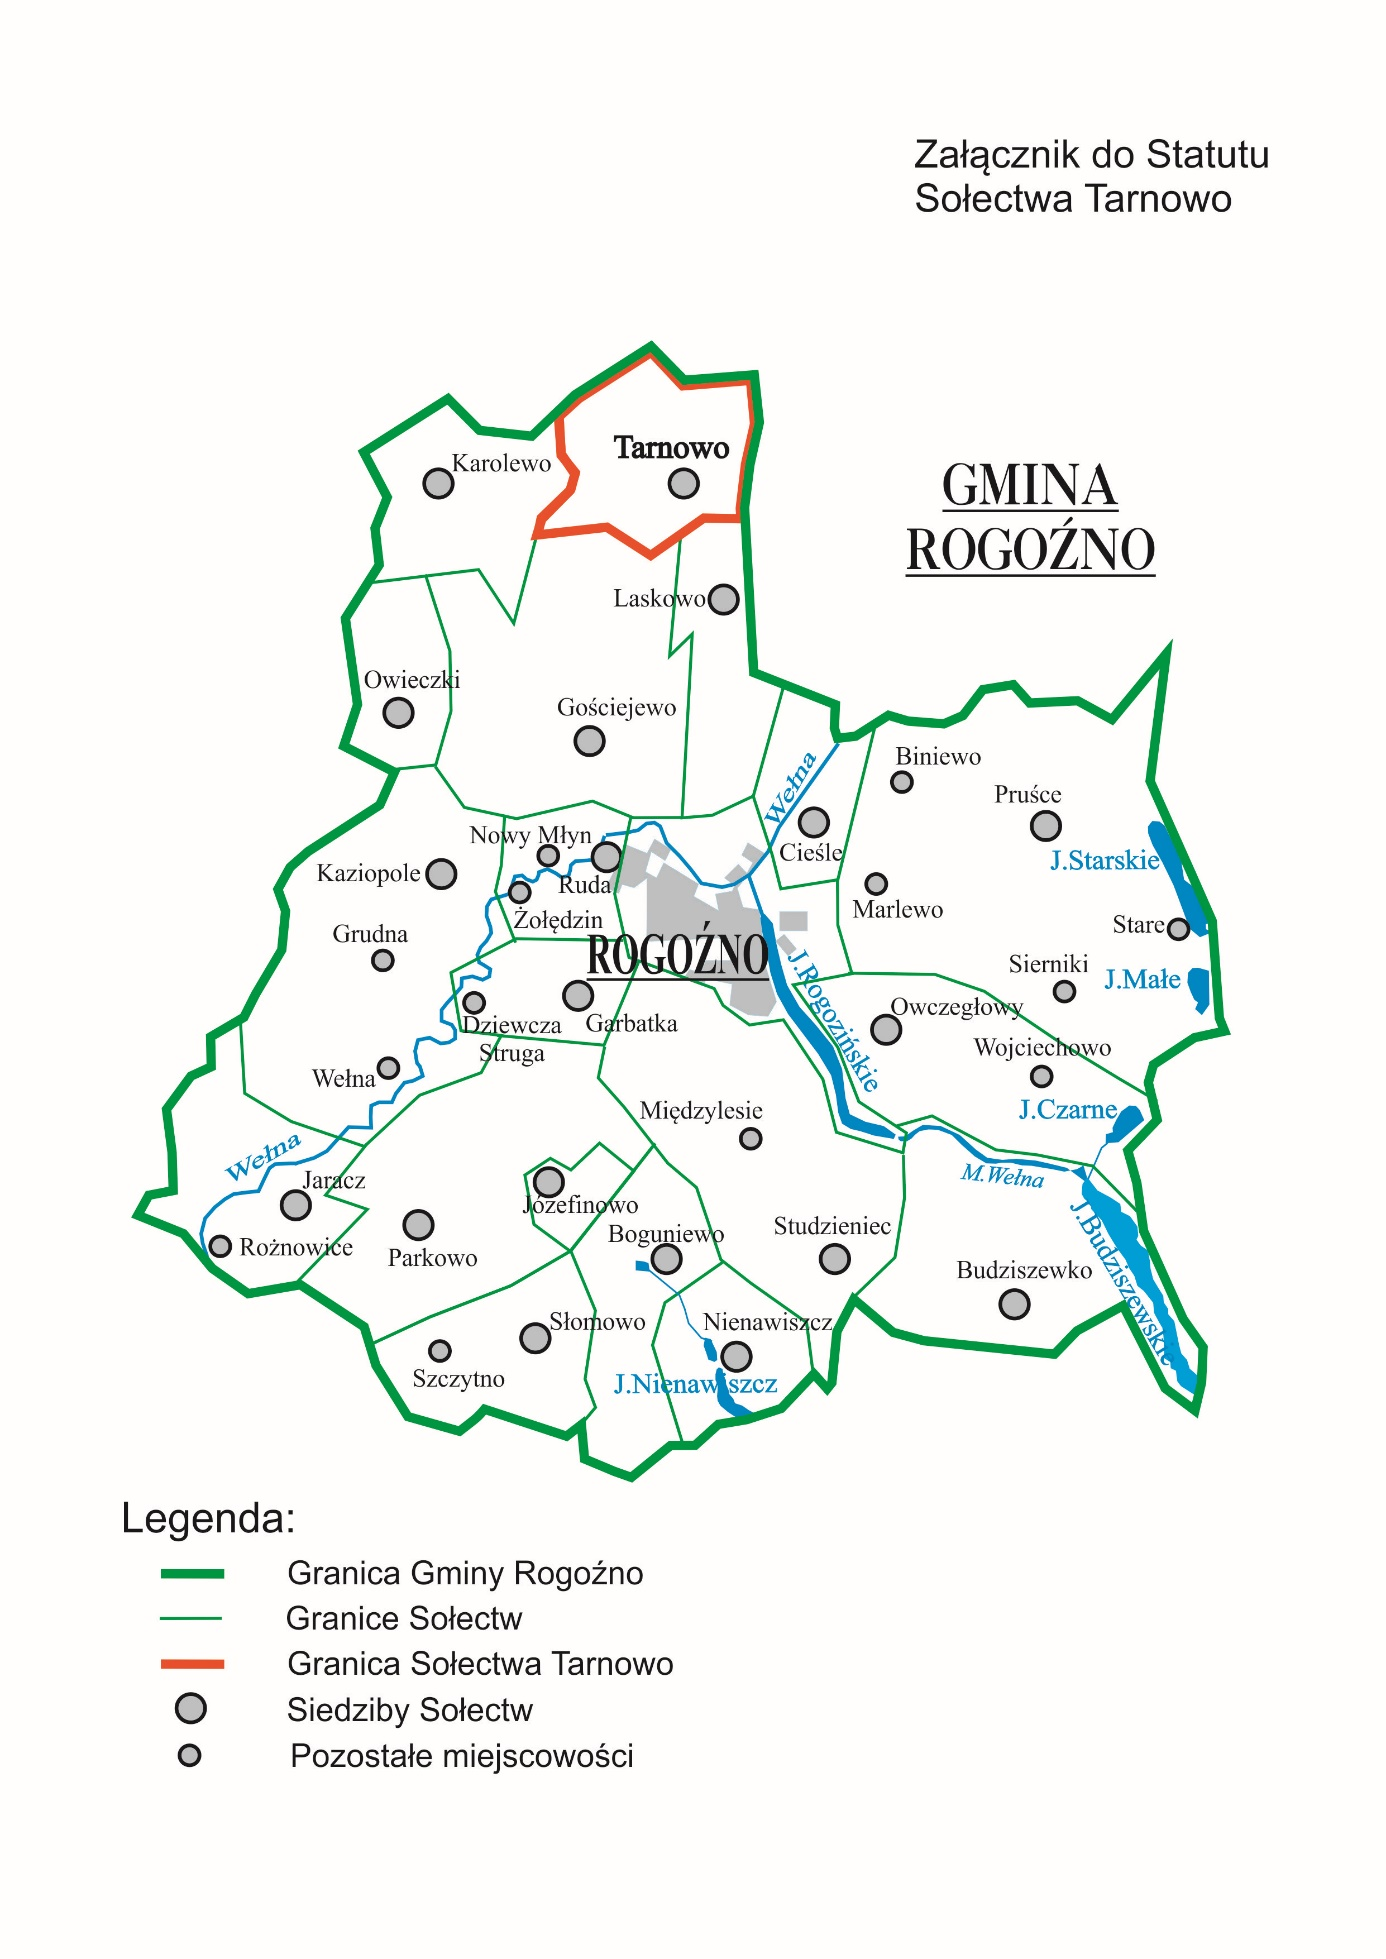 Załącznik do Statutu
Sołectwa Tarnowo
GMINA
ROGOŹNO
Tarnowo
Karolewo
Laskowo
Owieczki
Gościejewo
Wełna
Biniewo
Pruśce
Nowy Młyn
Cieśle
J.Starskie
Kaziopole
Ruda
Marlewo
Żołędzin
Stare
Grudna
ROGOŹNO
Sierniki
J.Małe
J.Rogozińskie
Owczegłowy
Dziewcza
Struga
Garbatka
Wojciechowo
Wełna
Międzylesie
J.Czarne
Wełna
M.Wełna
Jaracz
Józefinowo
J.Budziszewskie
Rożnowice
Parkowo
Boguniewo
Studzieniec
Budziszewko
Słomowo
Nienawiszcz
Szczytno
J.Nienawiszcz
Legenda:
Granica Gminy Rogoźno
Granice Sołectw
Granica Sołectwa Tarnowo
Siedziby Sołectw
Pozostałe miejscowości